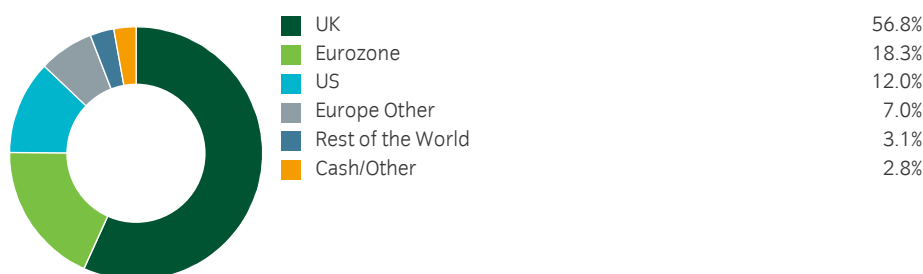 UK 56.8%
Eurozone 18.3%
US 12.0%
Europe Other 7.0%
Rest of the World 3.1%
Cash/Other 2.8%